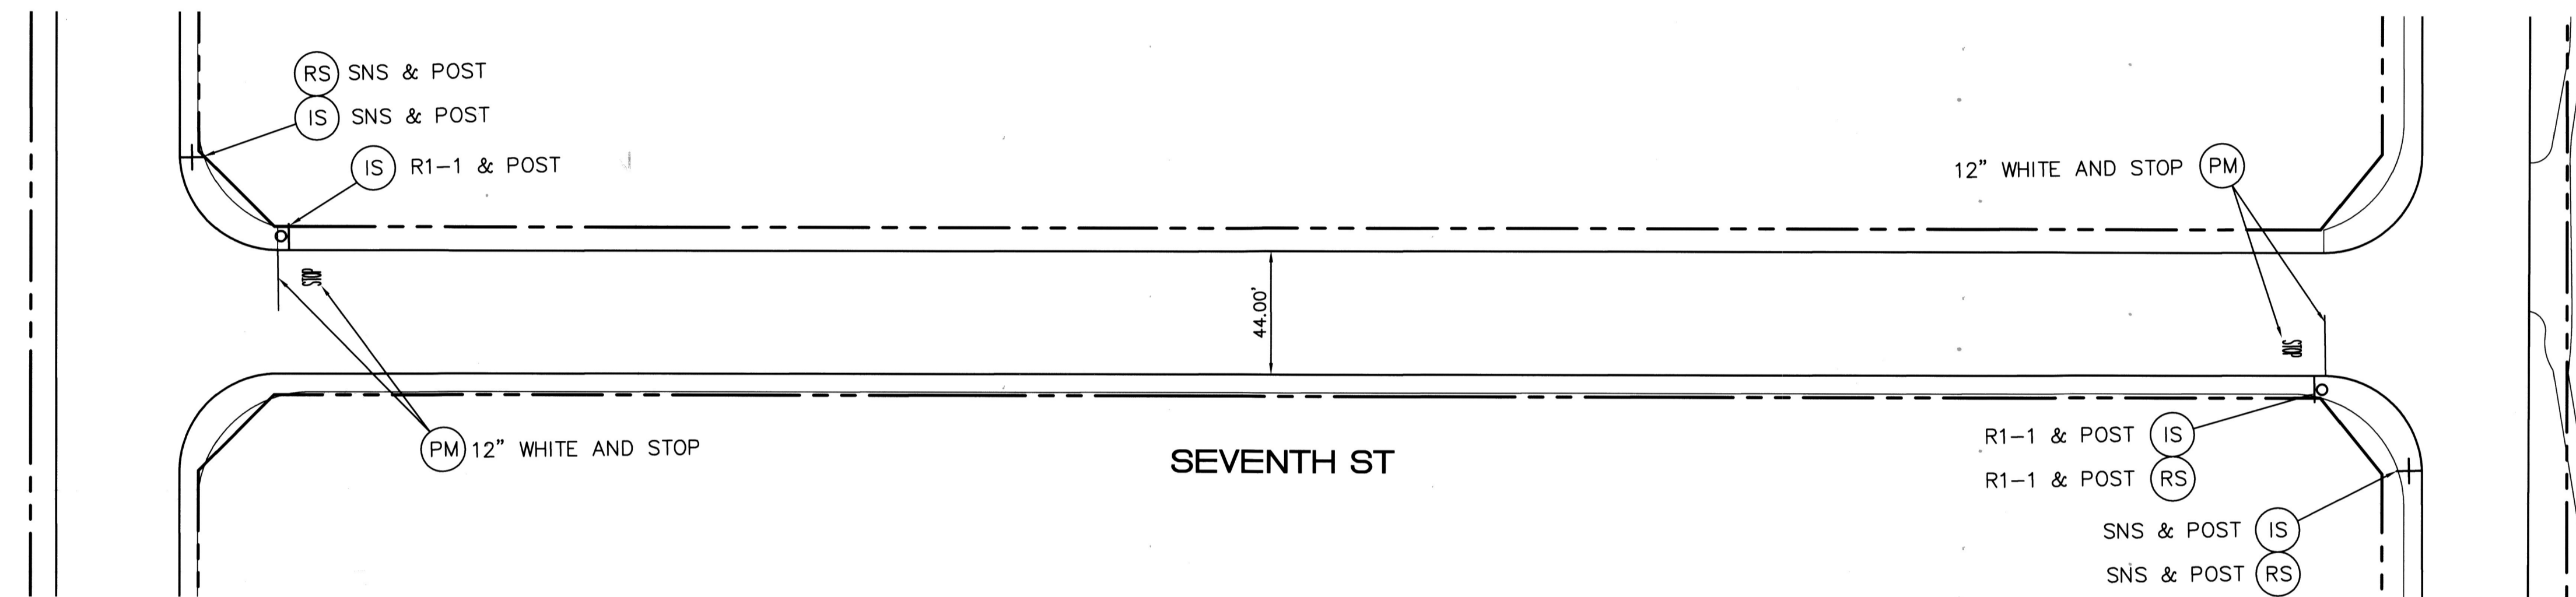 RS SNS & POST
IS SNS & POST
IS R1-1 & POST
12" WHITE AND STOP PM
STOP
44.00'
STOP
PM 12" WHITE AND STOP
SEVENTH ST
R1-1 & POST IS
R1-1 & POST RS
SNS & POST IS
SNS & POST RS